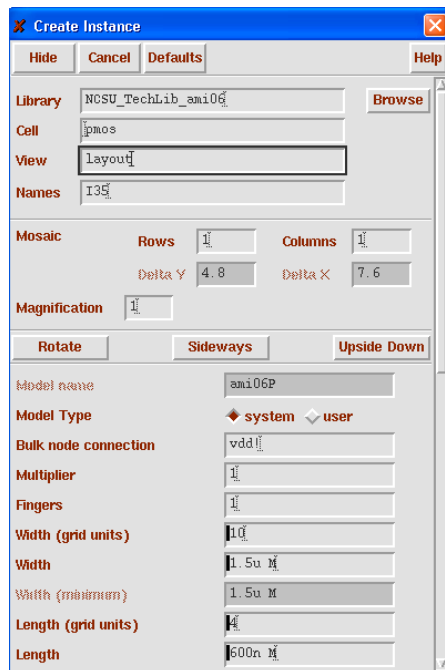 Create Instance
Hide Cancel Defaults Help
Library NCSU_TechLib_ami06 Browse
Cell pmos
View layout
Names I35
Mosaic Rows 1 Columns 1
Delta Y 4.8 Delta X 7.6
Magnification 1
Rotate Sideways Upside Down
Model name ami06P
Model Type system user
Bulk node connection vdd!
Multiplier 1
Fingers 1
Width (grid units) 10
Width 1.5u M
Width (minimum) 1.5u M
Length (grid units) 4
Length 600n M